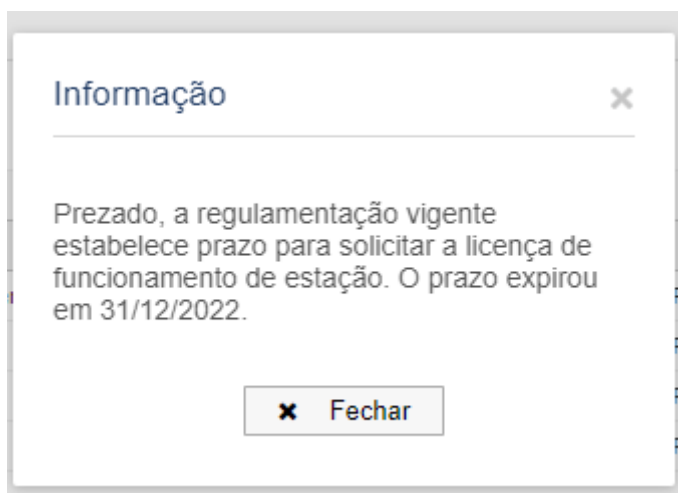 Informação
Prezado, a regulamentação vigente
estabelece prazo para solicitar a licença de
funcionamento de estação. O prazo expirou
em 31/12/2022.
Fechar